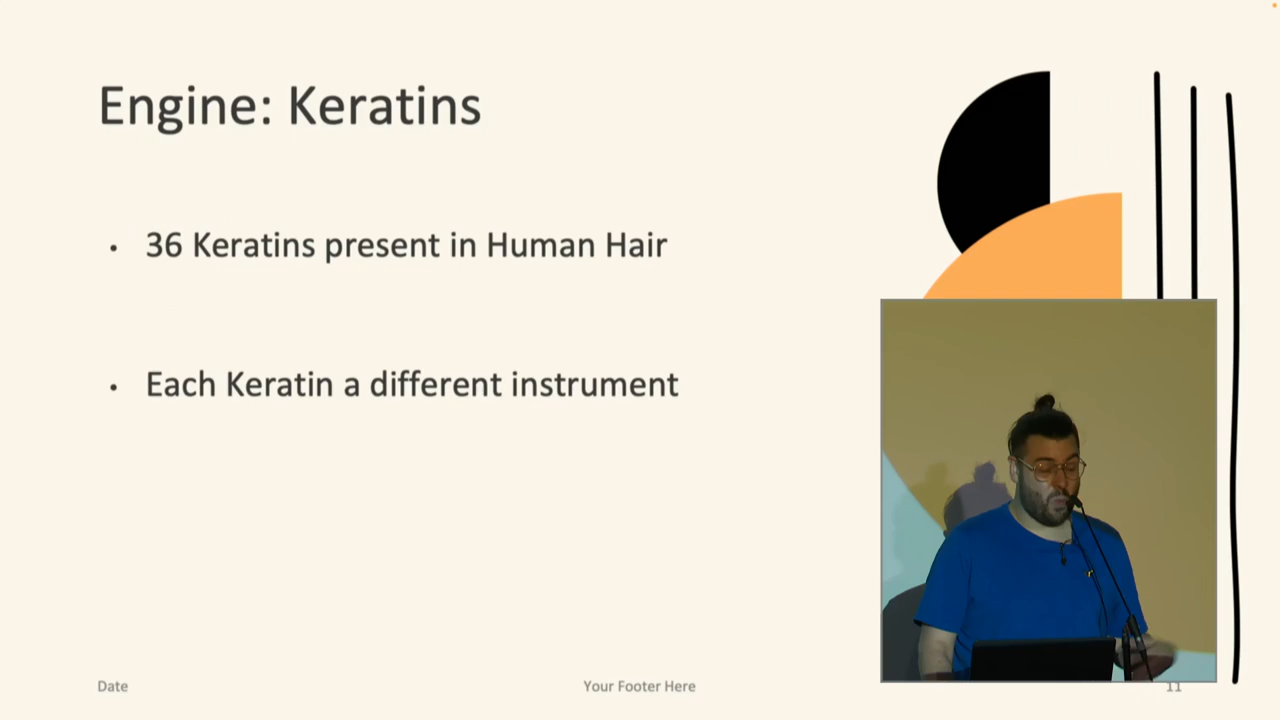 Engine: Keratins
• 36 Keratins present in Human Hair
• Each Keratin a different instrument
Date
Your Footer Here
11